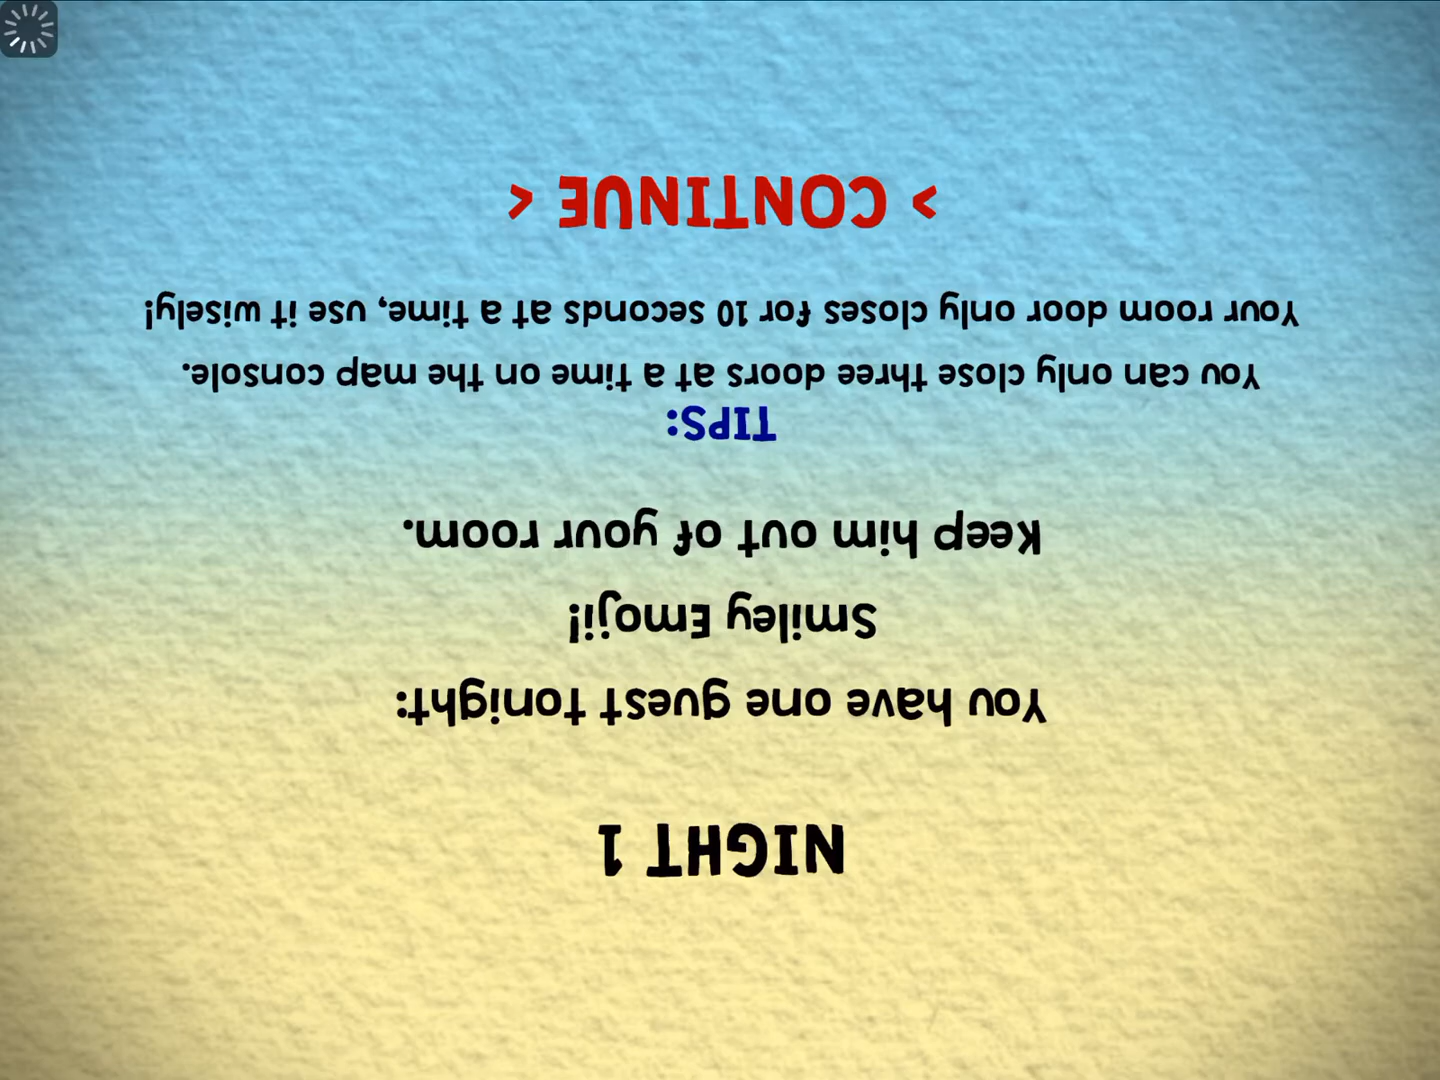 NIGHT 1
You have one guest tonight:
Smiley Emoji!
Keep him out of your room.
TIPS:
You can only close three doors at a time on the map console.
Your room door only closes for 10 seconds at a time, use it wisely!
> CONTINUE <